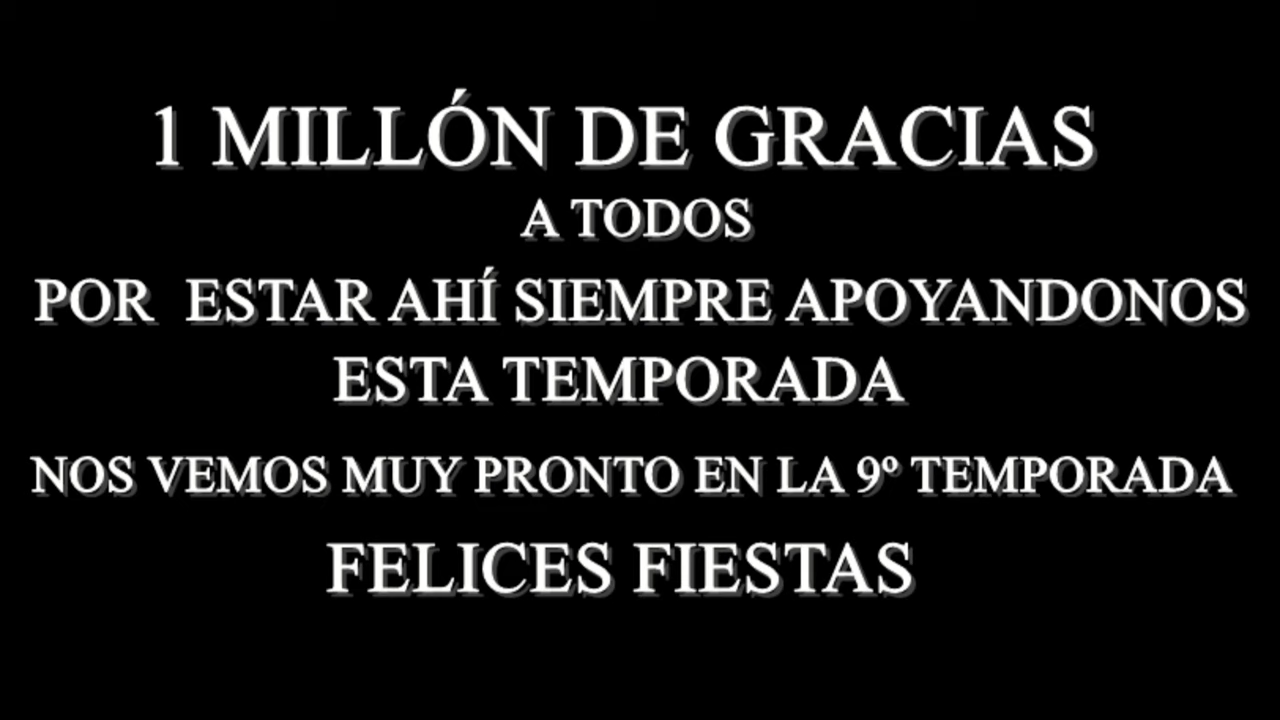 1 MILLÓN DE GRACIAS
A TODOS
POR ESTAR AHÍ SIEMPRE APOYANDONOS
ESTA TEMPORADA
NOS VEMOS MUY PRONTO EN LA 9º TEMPORADA
FELICES FIESTAS